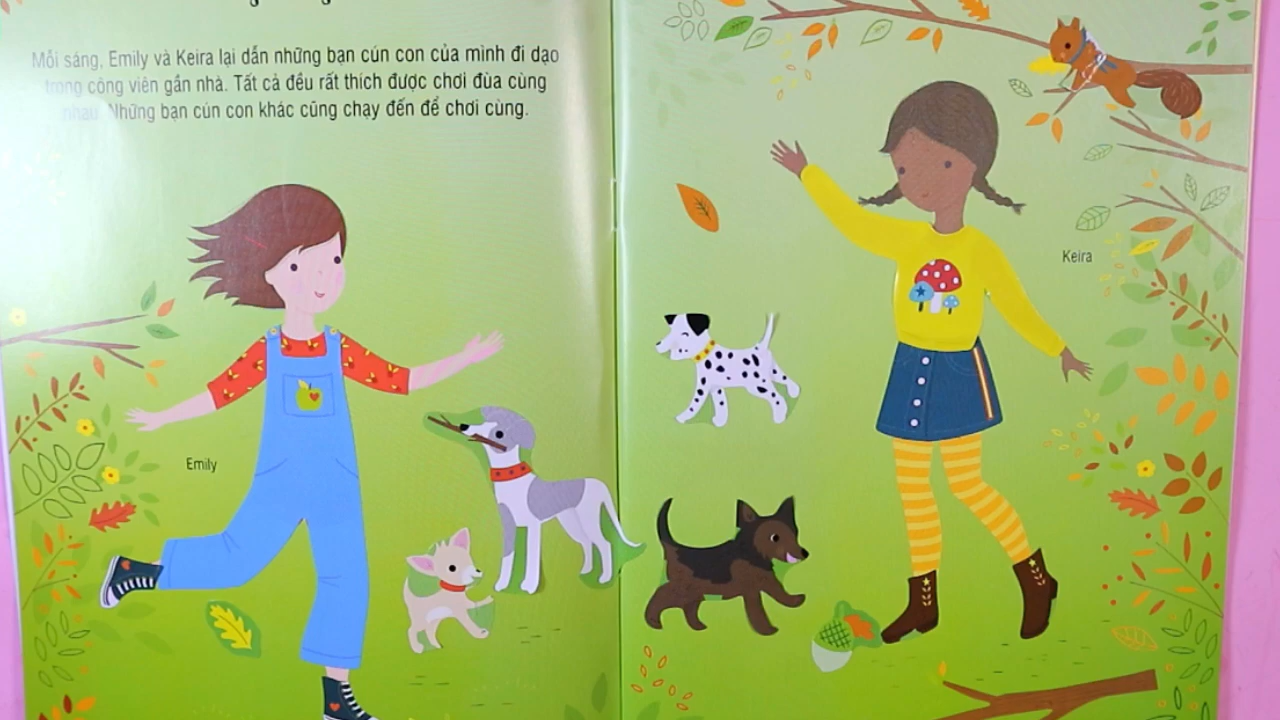 Mỗi sáng, Emily và Keira lại dẫn những bạn cún con của mình đi dạo
trong công viên gần nhà. Tất cả đều rất thích được chơi đùa cùng
nhau. Những bạn cún con khác cũng chạy đến để chơi cùng.
Keira
Emily